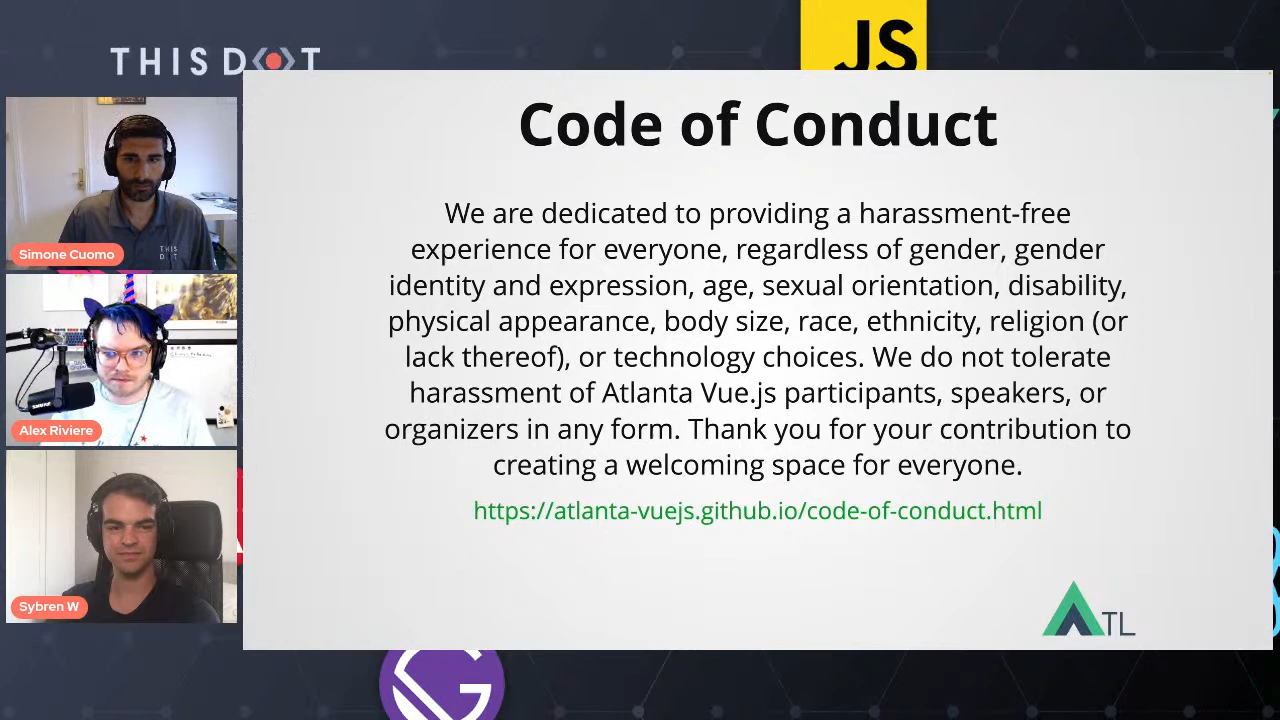 THIS DOT
JS
Code of Conduct
We are dedicated to providing a harassment-free
experience for everyone, regardless of gender, gender
identity and expression, age, sexual orientation, disability,
physical appearance, body size, race, ethnicity, religion (or
lack thereof), or technology choices. We do not tolerate
harassment of Atlanta Vue.js participants, speakers, or
organizers in any form. Thank you for your contribution to
creating a welcoming space for everyone.
https://atlanta-vuejs.github.io/code-of-conduct.html
ATL
Simone Cuomo
THIS
DOT
Alex Riviere
SHURE
Sybren W